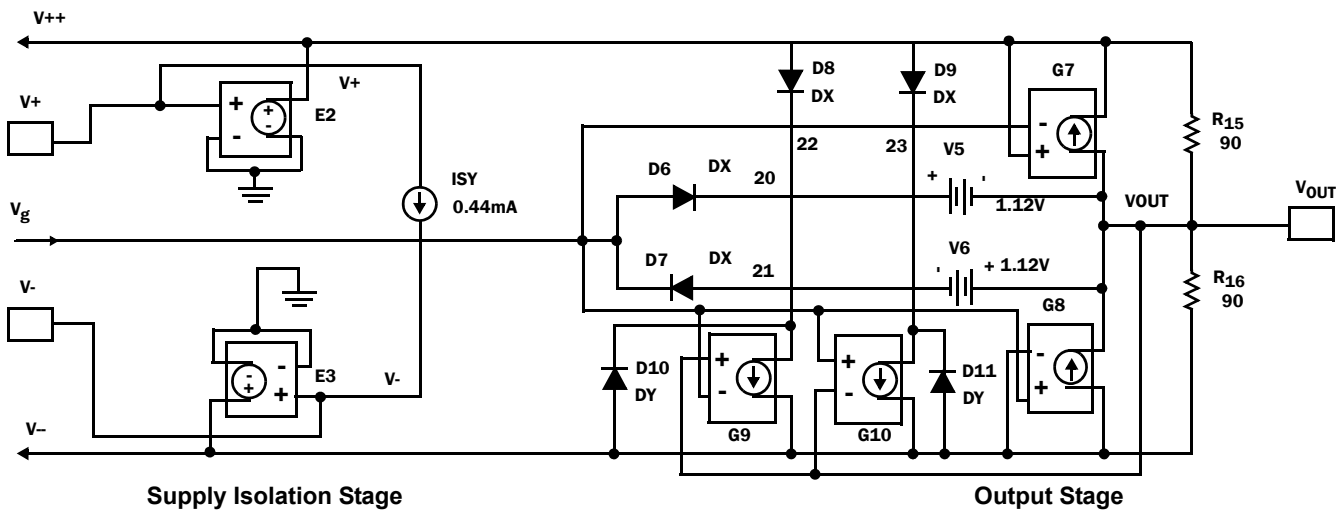 V++
V+
V+
E2
+
-
+
-
D8
DX
D9
DX
G7
-
+
R15
90
22
23
ISY
0.44mA
D6
DX
20
V5
+
-
1.12V
VOUT
VOUT
Vg
D7
DX
21
V6
-
+ 1.12V
R16
90
V-
G8
-
+
E3
-
+
-
+
V-
D10
DY
+
-
G9
+
-
G10
D11
DY
V--
Supply Isolation Stage
Output Stage